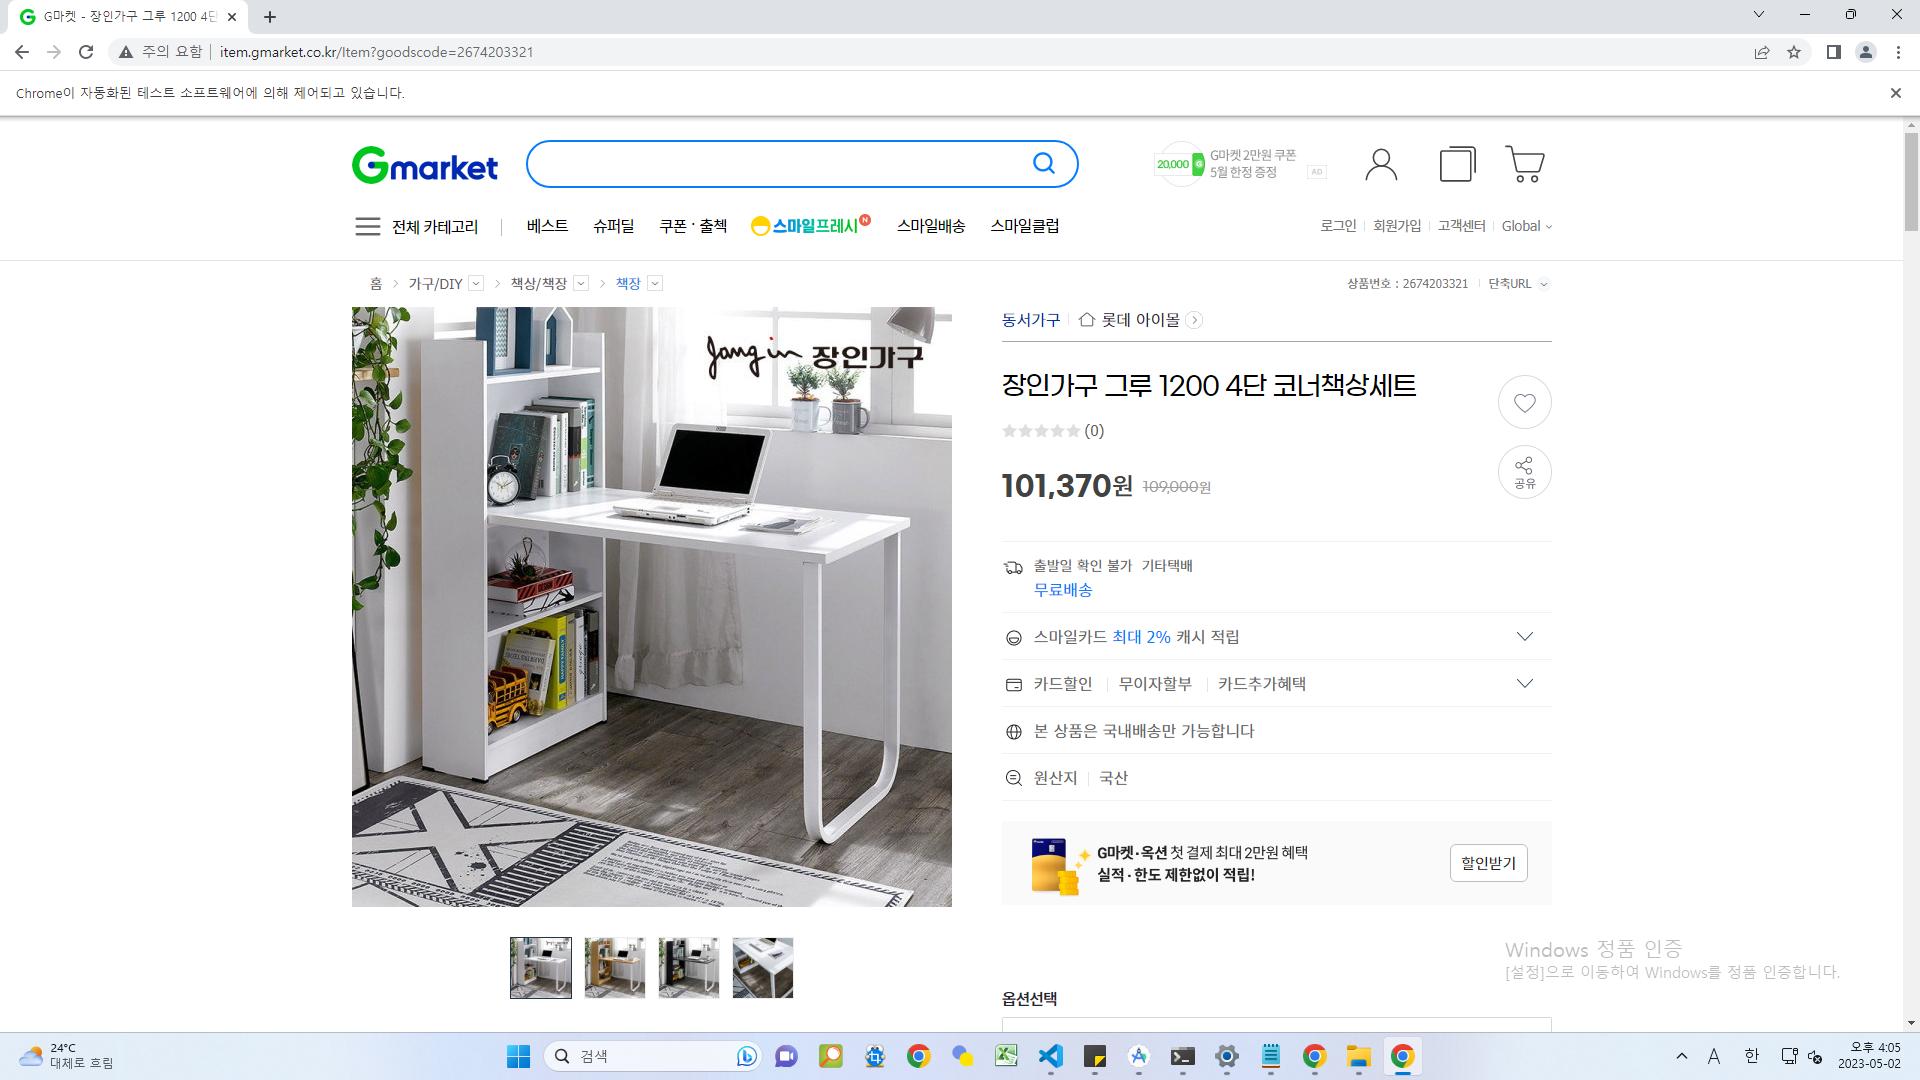 G마켓 - 장인가구 그루 1200 4단
주의 요함 item.gmarket.co.kr/Item?goodscode=2674203321
Chrome이 자동화된 테스트 소프트웨어에 의해 제어되고 있습니다.
Gmarket
20,000 G
G마켓 2만원 쿠폰
5월 한정 증정
AD
전체 카테고리 베스트 슈퍼딜 쿠폰·출첵 스마일프레시 N 스마일배송 스마일클럽
로그인 회원가입 고객센터 Global
홈 가구/DIY 책상/책장 책장
상품번호 : 2674203321 단축URL
Jang in 장인가구
동서가구 롯데 아이몰
장인가구 그루 1200 4단 코너책상세트
(0)
101,370원 109,000원
공유
출발일 확인 불가 기타택배
무료배송
스마일카드 최대 2% 캐시 적립
카드할인 무이자할부 카드추가혜택
본 상품은 국내배송만 가능합니다
원산지 국산
G마켓·옥션 첫 결제 최대 2만원 혜택
실적·한도 제한없이 적립!
할인받기
Windows 정품 인증
[설정]으로 이동하여 Windows를 정품 인증합니다.
옵션선택
24°C
대체로 흐림
검색
A 한
오후 4:05
2023-05-02